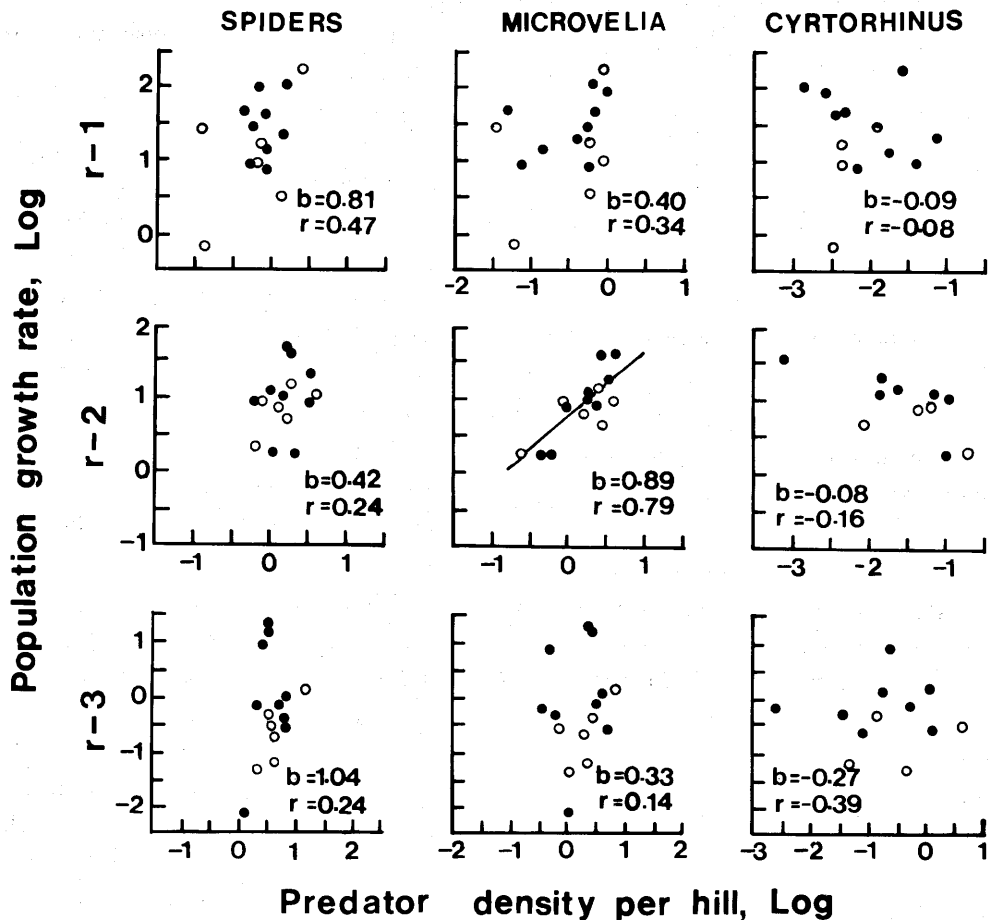 SPIDERS MICROVELIA CYRTORHINUS
Population growth rate, Log
r-1
2
1
0
b=0.81
r=0.47
b=0.40
r=0.34
-2 -1 0 1
b=-0.09
r=-0.08
-3 -2 -1
r-2
2
1
0
-1
b=0.42
r=0.24
-1 0 1
b=0.89
r=0.79
-1 0 1
b=-0.08
r=-0.16
-3 -2 -1
r-3
1
0
-1
-2
b=1.04
r=0.24
-1 0 1 2
b=0.33
r=0.14
-2 -1 0 1 2
b=-0.27
r=-0.39
-3 -2 -1 0 1
Predator density per hill, Log